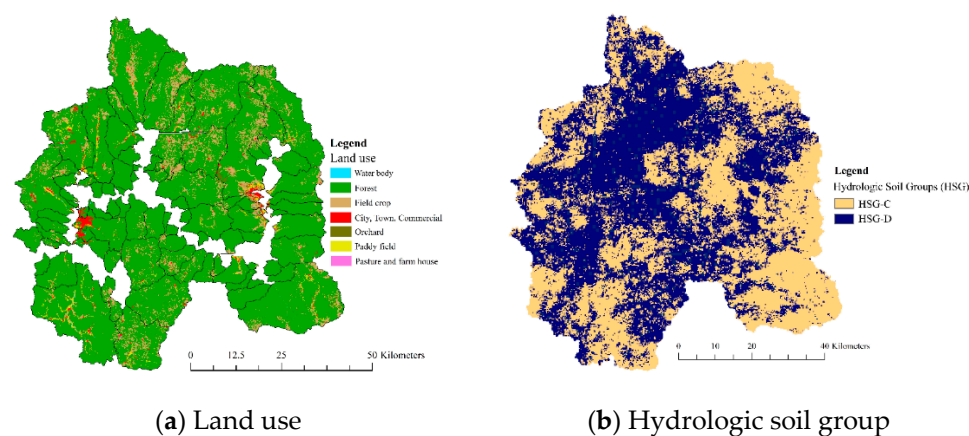 Legend
Land use
Water body
Forest
Field crop
City, Town, Commercial
Orchard
Paddy field
Pasture and farm house
0 12.5 25 50 Kilometers
(a) Land use
Legend
Hydrologic Soil Groups (HSG)
HSG-C
HSG-D
0 10 20 40 Kilometers
(b) Hydrologic soil group